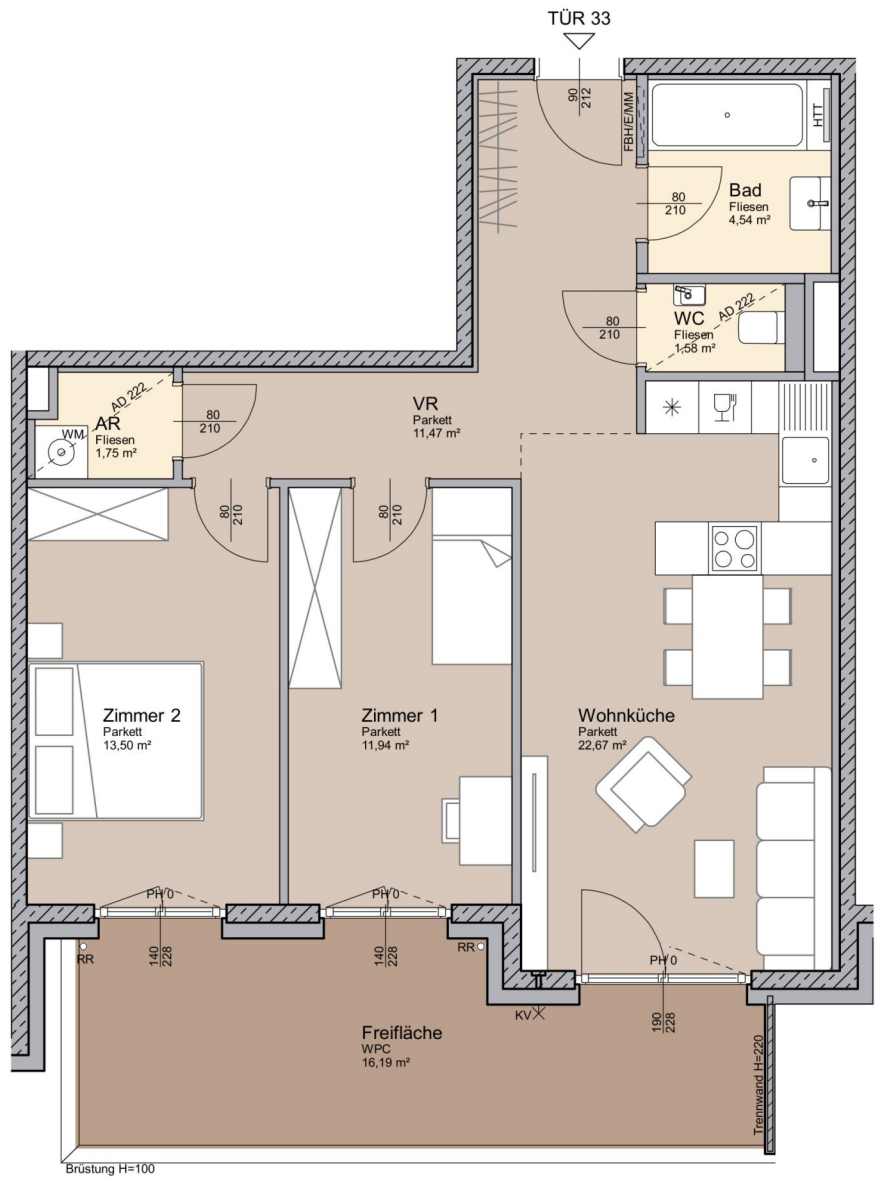 TÜR 33
90
212
FBH/E/MM
HTT
Bad
Fliesen
4,54 m²
80
210
AD 222
WC
Fliesen
1,58 m²
80
210
AD 222
AR
Fliesen
1,75 m²
WM
80
210
VR
Parkett
11,47 m²
80
210
80
210
Zimmer 2
Parkett
13,50 m²
Zimmer 1
Parkett
11,94 m²
Wohnküche
Parkett
22,67 m²
PH 0
PH 0
PH 0
RR
140
228
140
228
RR
KV
190
228
Freifläche
WPC
16,19 m²
Trennwand H=220
Brüstung H=100